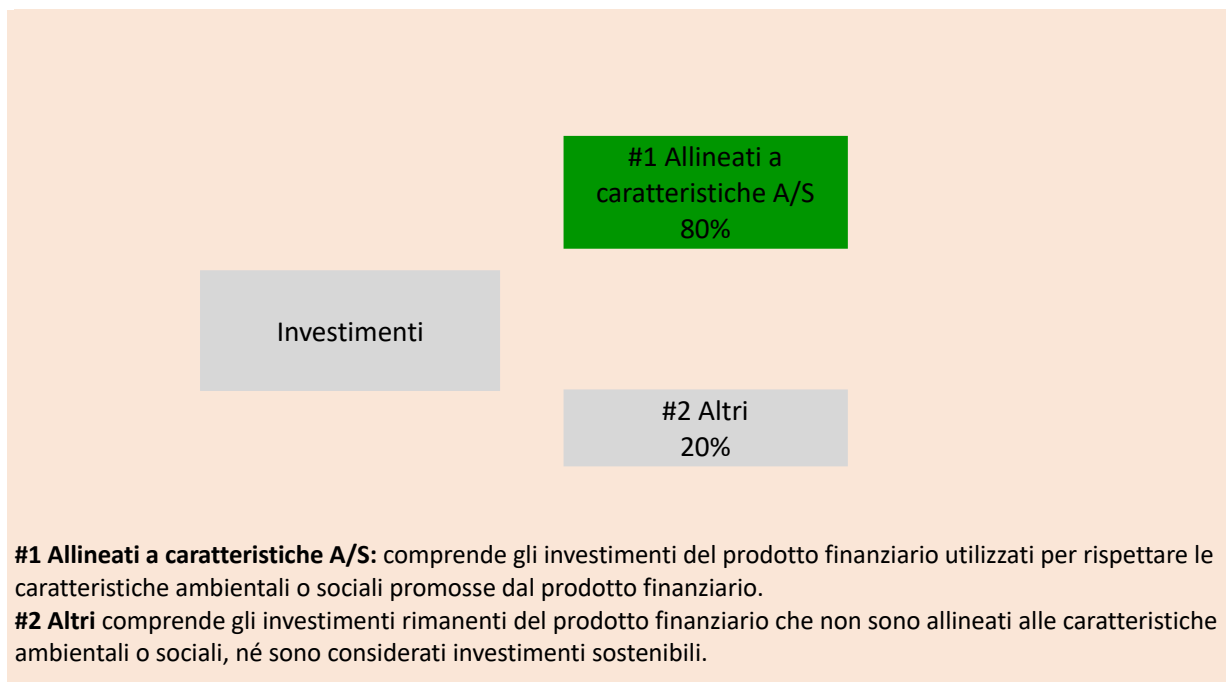 #1 Allineati a
caratteristiche A/S
80%
Investimenti
#2 Altri
20%
#1 Allineati a caratteristiche A/S: comprende gli investimenti del prodotto finanziario utilizzati per rispettare le
caratteristiche ambientali o sociali promosse dal prodotto finanziario.
#2 Altri comprende gli investimenti rimanenti del prodotto finanziario che non sono allineati alle caratteristiche
ambientali o sociali, né sono considerati investimenti sostenibili.